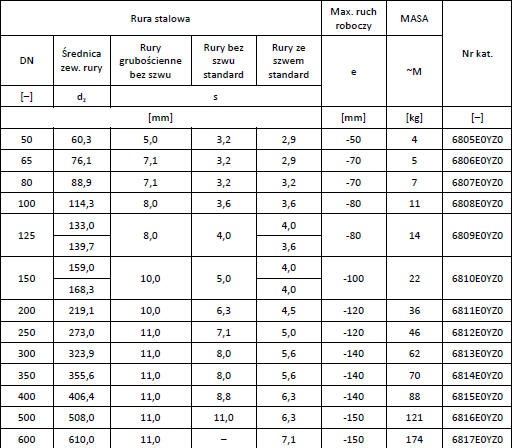 Rura stalowa Max. ruch roboczy MASA Nr kat.
DN Średnica zew. rury Rury grubościenne bez szwu Rury bez szwu standard Rury ze szwem standard e ~M
[–] d₂ s
[mm] [mm] [kg] [–]
50 60,3 5,0 3,2 2,9 -50 4 6805E0YZ0
65 76,1 7,1 3,2 2,9 -70 5 6806E0YZ0
80 88,9 7,1 3,2 3,2 -70 7 6807E0YZ0
100 114,3 8,0 3,6 3,6 -80 11 6808E0YZ0
125 133,0 8,0 4,0 4,0 -80 14 6809E0YZ0
139,7 3,6
150 159,0 10,0 5,0 4,0 -100 22 6810E0YZ0
168,3 4,0
200 219,1 10,0 6,3 4,5 -120 36 6811E0YZ0
250 273,0 11,0 7,1 5,0 -120 46 6812E0YZ0
300 323,9 11,0 8,0 5,6 -140 62 6813E0YZ0
350 355,6 11,0 8,0 5,6 -140 70 6814E0YZ0
400 406,4 11,0 8,8 6,3 -140 88 6815E0YZ0
500 508,0 11,0 11,0 6,3 -150 121 6816E0YZ0
600 610,0 11,0 – 7,1 -150 174 6817E0YZ0